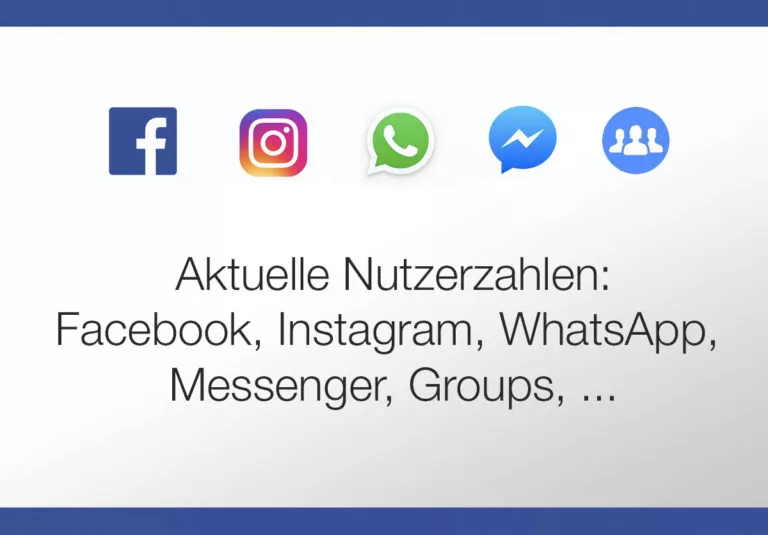 Aktuelle Nutzerzahlen:
Facebook, Instagram, WhatsApp,
Messenger, Groups, ...